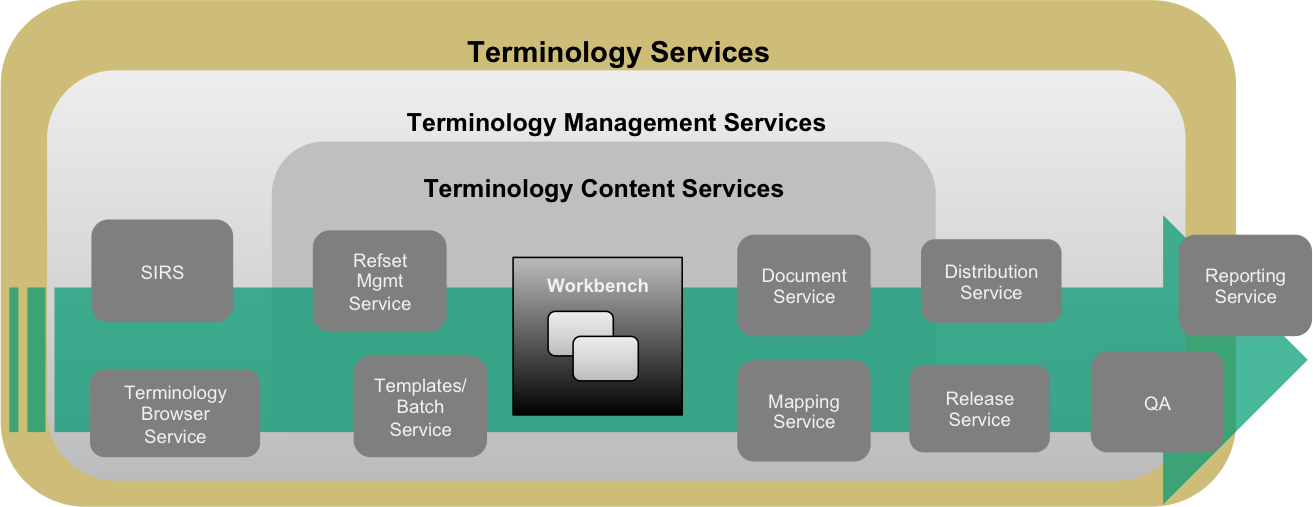 Terminology Services
Terminology Management Services
Terminology Content Services
SIRS
Refset
Mgmt
Service
Workbench
Document
Service
Distribution
Service
Reporting
Service
Terminology
Browser
Service
Templates/
Batch
Service
Mapping
Service
Release
Service
QA